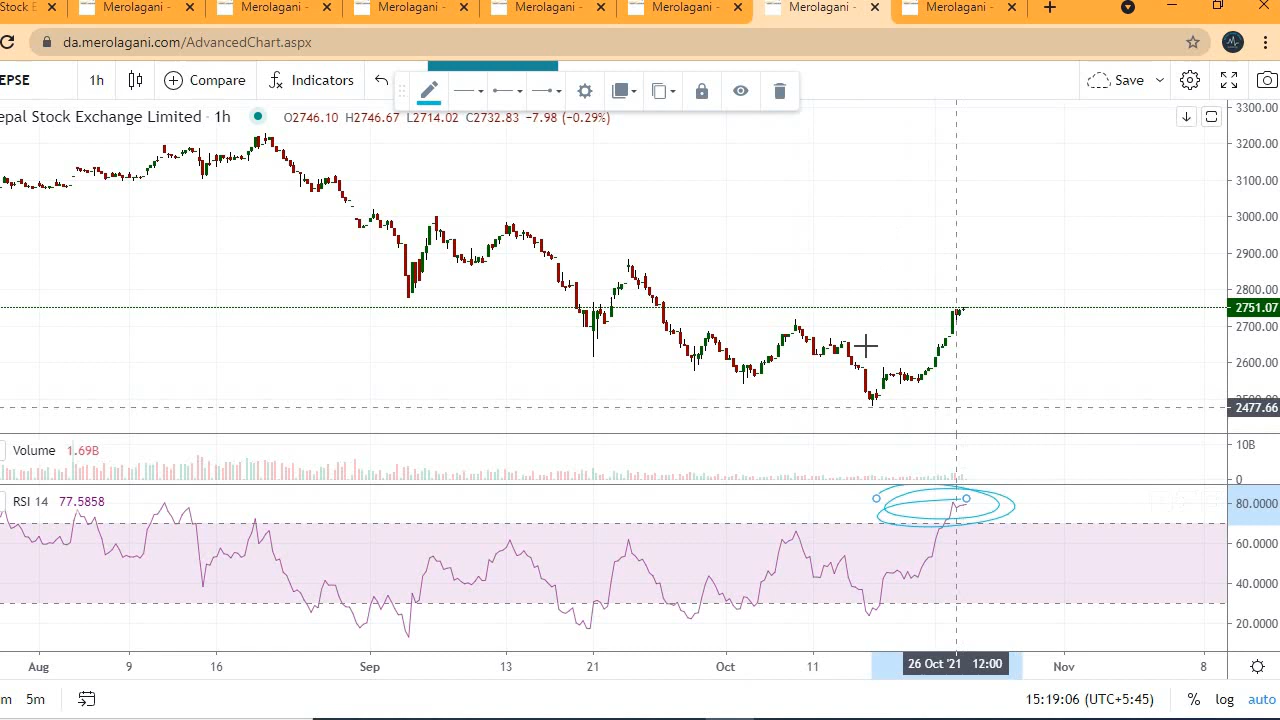 Stock E
Merolagani -
Merolagani -
Merolagani -
Merolagani -
Merolagani -
Merolagani -
Merolagani -
da.merolagani.com/AdvancedChart.aspx
EPSE 1h Compare Indicators Save
epal Stock Exchange Limited · 1h O2746.10 H2746.67 L2714.02 C2732.83 −7.98 (−0.29%)
3300.00
3200.00
3100.00
3000.00
2900.00
2800.00
2751.07
2700.00
2600.00
2477.66
Volume 1.69B
10B
0
RSI 14 77.5858
80.0000
60.0000
40.0000
20.0000
Aug 9 16 Sep 13 21 Oct 11 26 Oct '21 12:00 Nov 8
m 5m 15:19:06 (UTC+5:45) % log auto